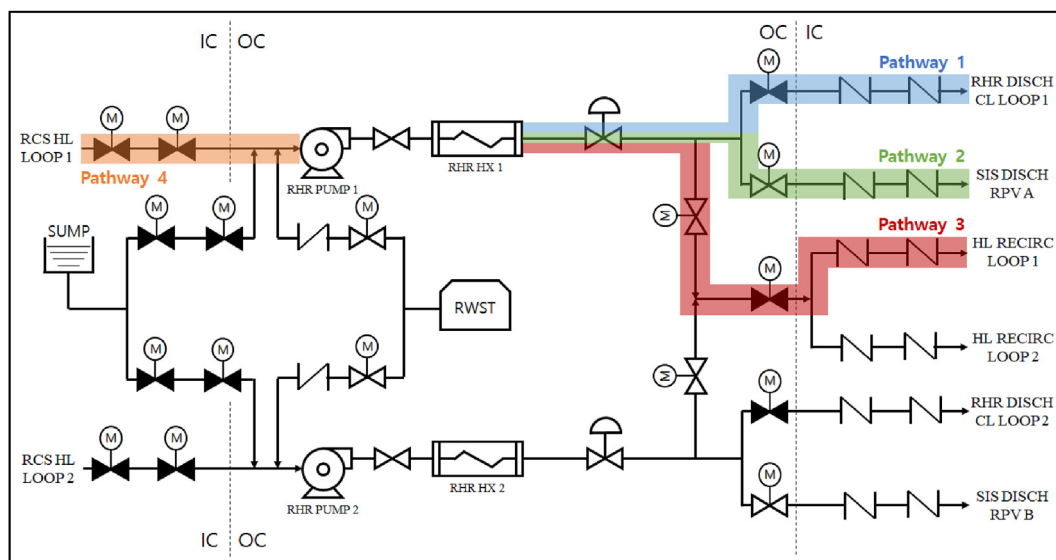 IC OC
OC IC
Pathway 1
M
RHR DISCH
CL LOOP 1
M M
RCS HL
LOOP 1
Pathway 4
RHR PUMP 1
RHR HX 1
M
Pathway 2
SIS DISCH
RPV A
SUMP
M M
M
M
Pathway 3
HL RECIRC
LOOP 1
M
RWST
M M
M
M
HL RECIRC
LOOP 2
M
RHR DISCH
CL LOOP 2
M M
RCS HL
LOOP 2
RHR PUMP 2
RHR HX 2
M
SIS DISCH
RPV B
IC OC